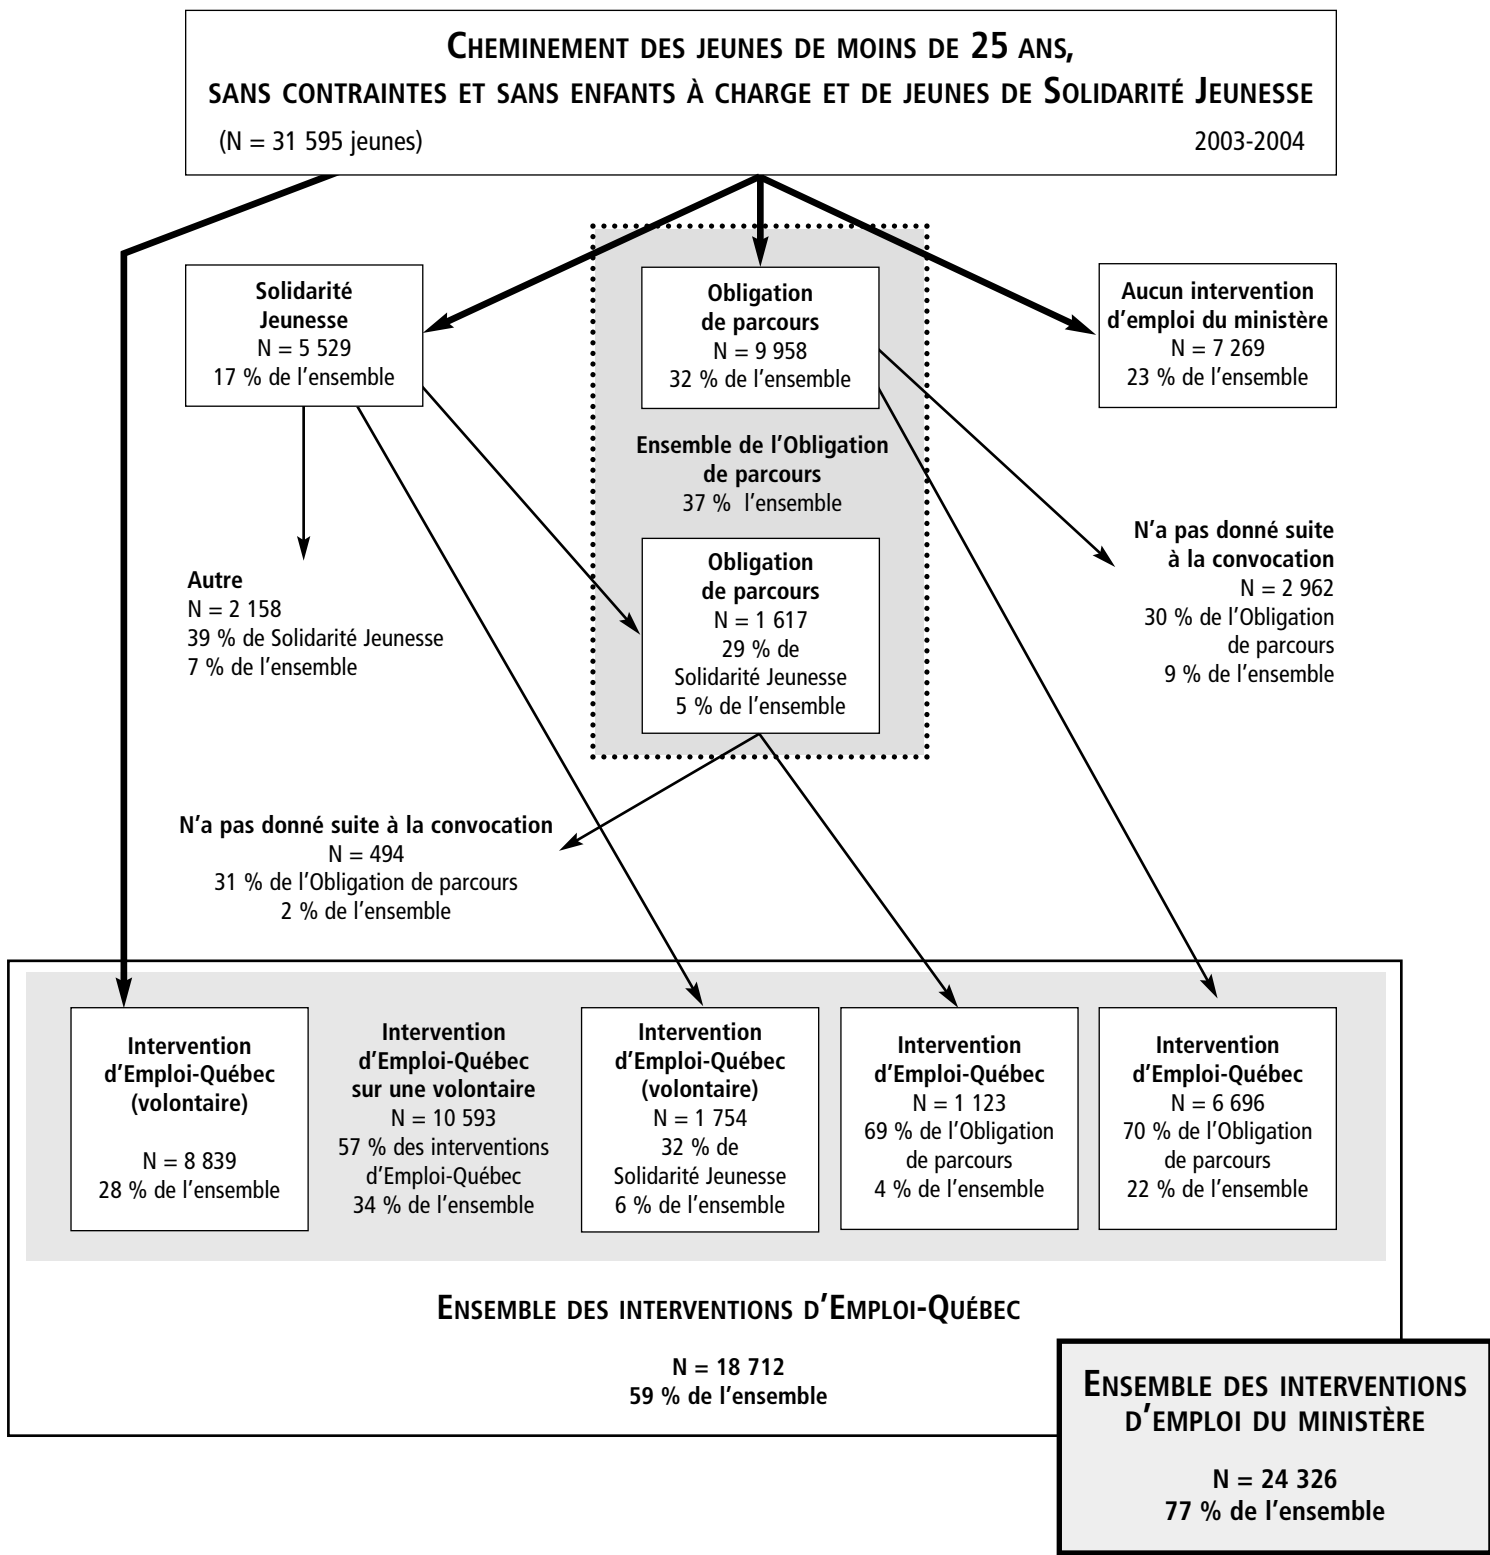 CHEMINEMENT DES JEUNES DE MOINS DE 25 ANS,
SANS CONTRAINTES ET SANS ENFANTS À CHARGE ET DE JEUNES DE SOLIDARITÉ JEUNESSE
(N = 31 595 jeunes) 2003-2004
Solidarité
Jeunesse
N = 5 529
17 % de l'ensemble
Obligation
de parcours
N = 9 958
32 % de l'ensemble
Aucun intervention
d'emploi du ministère
N = 7 269
23 % de l'ensemble
Ensemble de l'Obligation
de parcours
37 % l'ensemble
Autre
N = 2 158
39 % de Solidarité Jeunesse
7 % de l'ensemble
Obligation
de parcours
N = 1 617
29 % de
Solidarité Jeunesse
5 % de l'ensemble
N'a pas donné suite
à la convocation
N = 2 962
30 % de l'Obligation
de parcours
9 % de l'ensemble
N'a pas donné suite à la convocation
N = 494
31 % de l'Obligation de parcours
2 % de l'ensemble
Intervention
d'Emploi-Québec
(volontaire)
N = 8 839
28 % de l'ensemble
Intervention
d'Emploi-Québec
sur une volontaire
N = 10 593
57 % des interventions
d'Emploi-Québec
34 % de l'ensemble
Intervention
d'Emploi-Québec
(volontaire)
N = 1 754
32 % de
Solidarité Jeunesse
6 % de l'ensemble
Intervention
d'Emploi-Québec
N = 1 123
69 % de l'Obligation
de parcours
4 % de l'ensemble
Intervention
d'Emploi-Québec
N = 6 696
70 % de l'Obligation
de parcours
22 % de l'ensemble
ENSEMBLE DES INTERVENTIONS D'EMPLOI-QUÉBEC
N = 18 712
59 % de l'ensemble
ENSEMBLE DES INTERVENTIONS
D'EMPLOI DU MINISTÈRE
N = 24 326
77 % de l'ensemble